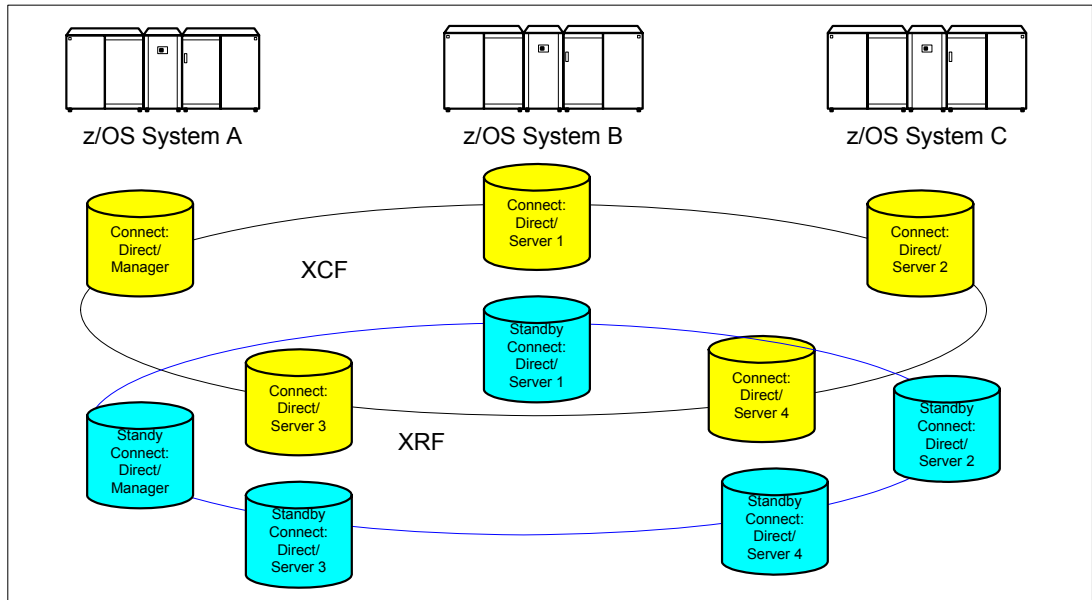 z/OS System A
z/OS System B
z/OS System C
Connect:
Direct/
Manager
Connect:
Direct/
Server 1
Connect:
Direct/
Server 2
XCF
Standby
Connect:
Direct/
Server 1
Connect:
Direct/
Server 3
Connect:
Direct/
Server 4
XRF
Standy
Connect:
Direct/
Manager
Standby
Connect:
Direct/
Server 2
Standby
Connect:
Direct/
Server 3
Standby
Connect:
Direct/
Server 4